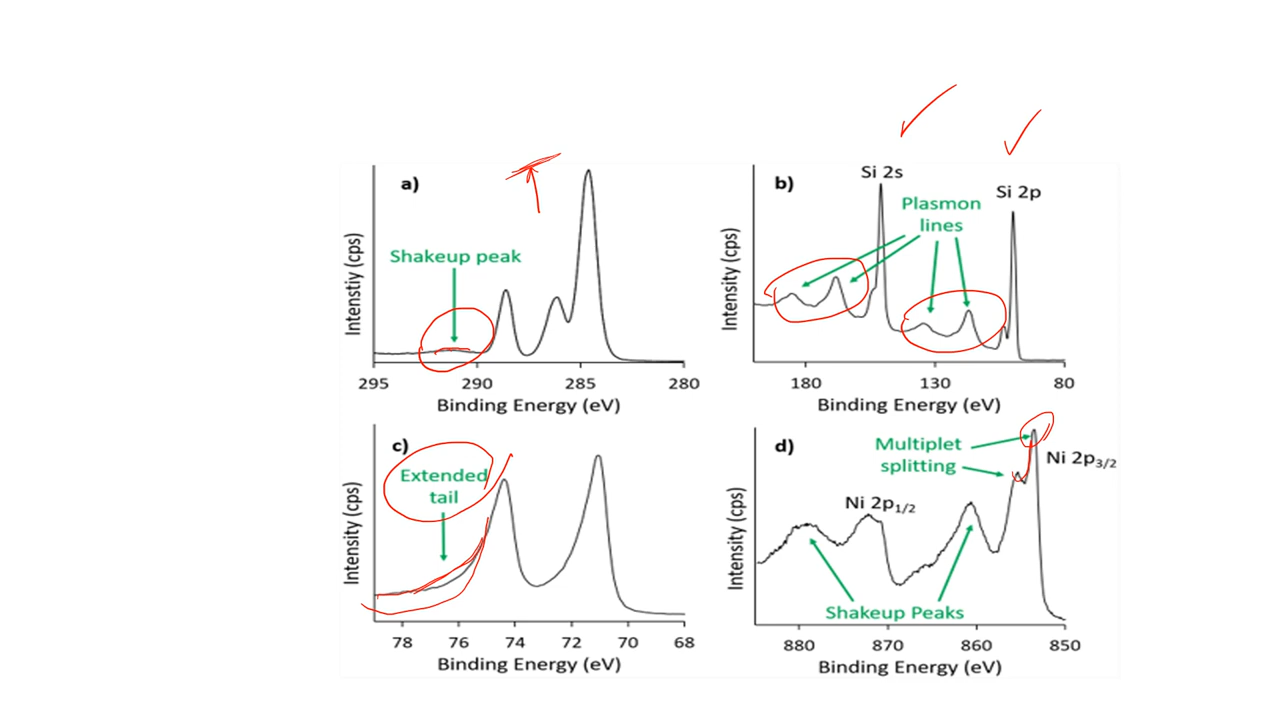 a)
Shakeup peak
Intenstiy (cps)
295 290 285 280
Binding Energy (eV)
b)
Si 2s
Si 2p
Plasmon
lines
Intensity (cps)
180 130 80
Binding Energy (eV)
c)
Extended
tail
Intensity (cps)
78 76 74 72 70 68
Binding Energy (eV)
d)
Multiplet
splitting
Ni 2p3/2
Ni 2p1/2
Shakeup Peaks
Intensity (cps)
880 870 860 850
Binding Energy (eV)